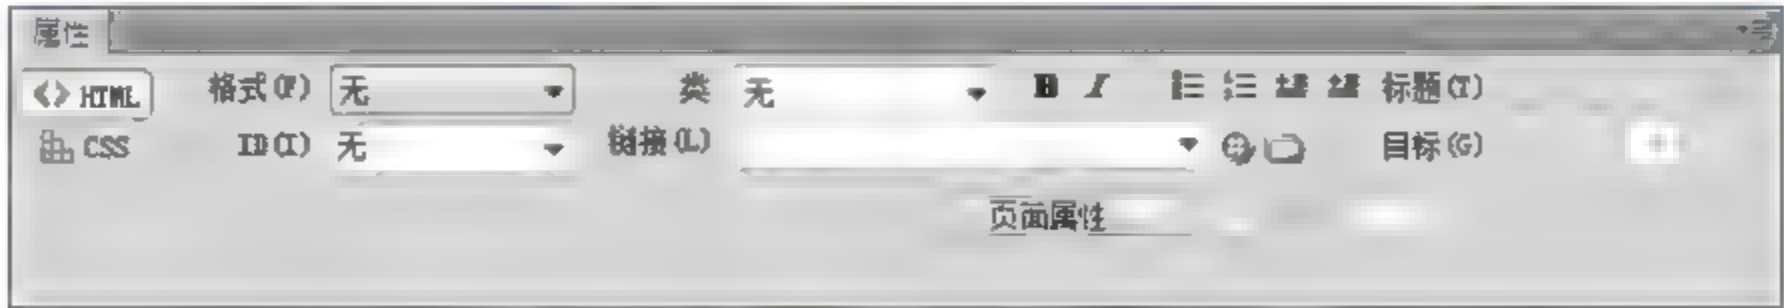 属性
<> HTML 格式(F) 无 类 无 B I 标题(T)
CSS ID(I) 无 链接(L) 目标(G)
页面属性